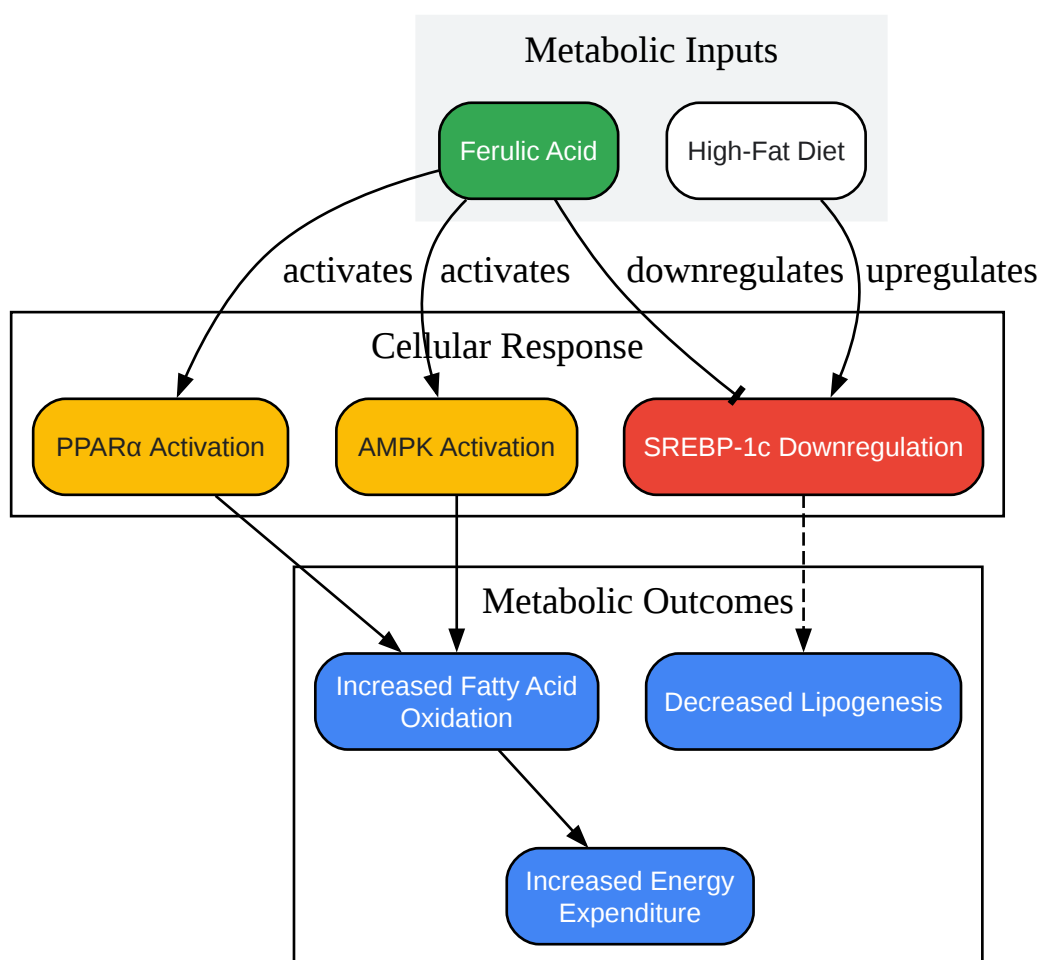 Metabolic Inputs
Ferulic Acid
High-Fat Diet
activates
activates
downregulates
upregulates
Cellular Response
PPARα Activation
AMPK Activation
SREBP-1c Downregulation
Metabolic Outcomes
Increased Fatty Acid
Oxidation
Decreased Lipogenesis
Increased Energy
Expenditure